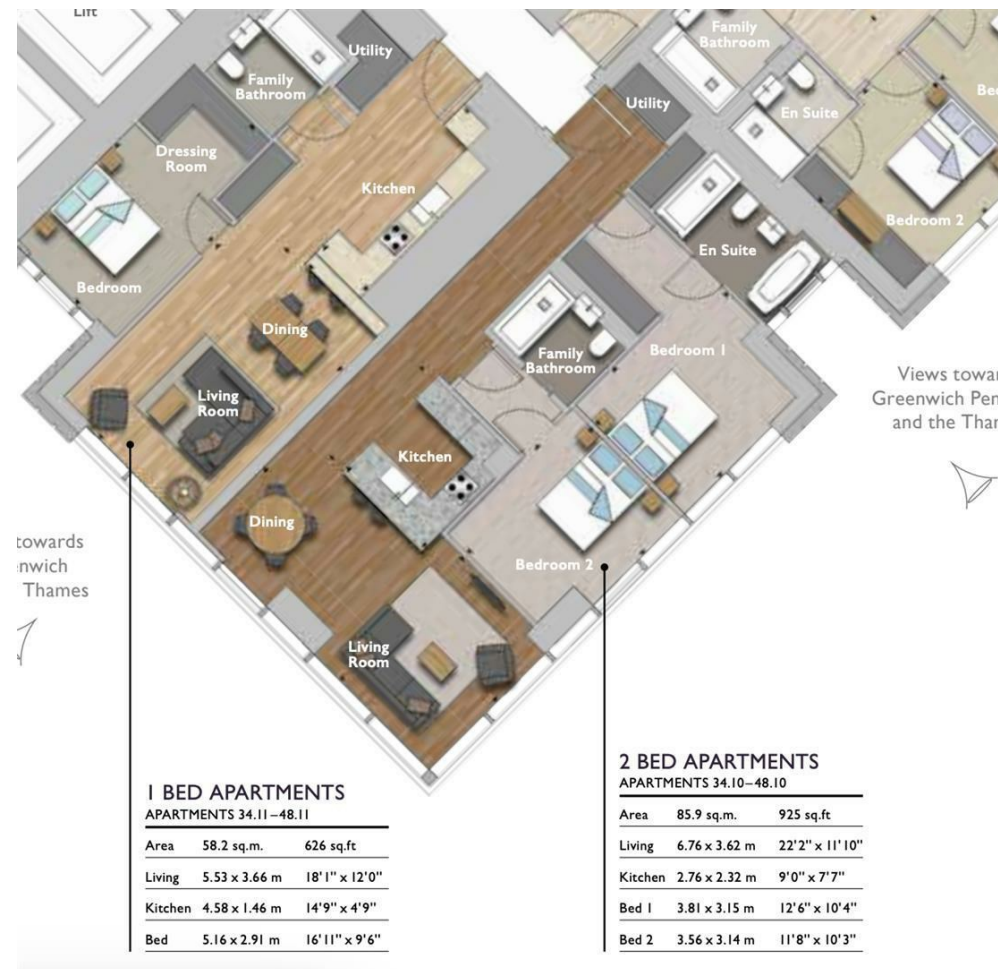 Lift
Utility
Family
Bathroom
Family
Bathroom
Utility
En Suite
Dressing
Room
Kitchen
Bedroom 2
En Suite
Bedroom
Dining
Family
Bathroom
Bedroom 1
Living
Room
Views
Greenwich
and the
Kitchen
Dining
towards
Thames
Bedroom 2
Living
Room
1 BED APARTMENTS
APARTMENTS 34.11–48.11
Area 58.2 sq.m. 626 sq.ft
Living 5.53 x 3.66 m 18'1" x 12'0"
Kitchen 4.58 x 1.46 m 14'9" x 4'9"
Bed 5.16 x 2.91 m 16'11" x 9'6"
2 BED APARTMENTS
APARTMENTS 34.10–48.10
Area 85.9 sq.m. 925 sq.ft
Living 6.76 x 3.62 m 22'2" x 11'10"
Kitchen 2.76 x 2.32 m 9'0" x 7'7"
Bed 1 3.81 x 3.15 m 12'6" x 10'4"
Bed 2 3.56 x 3.14 m 11'8" x 10'3"